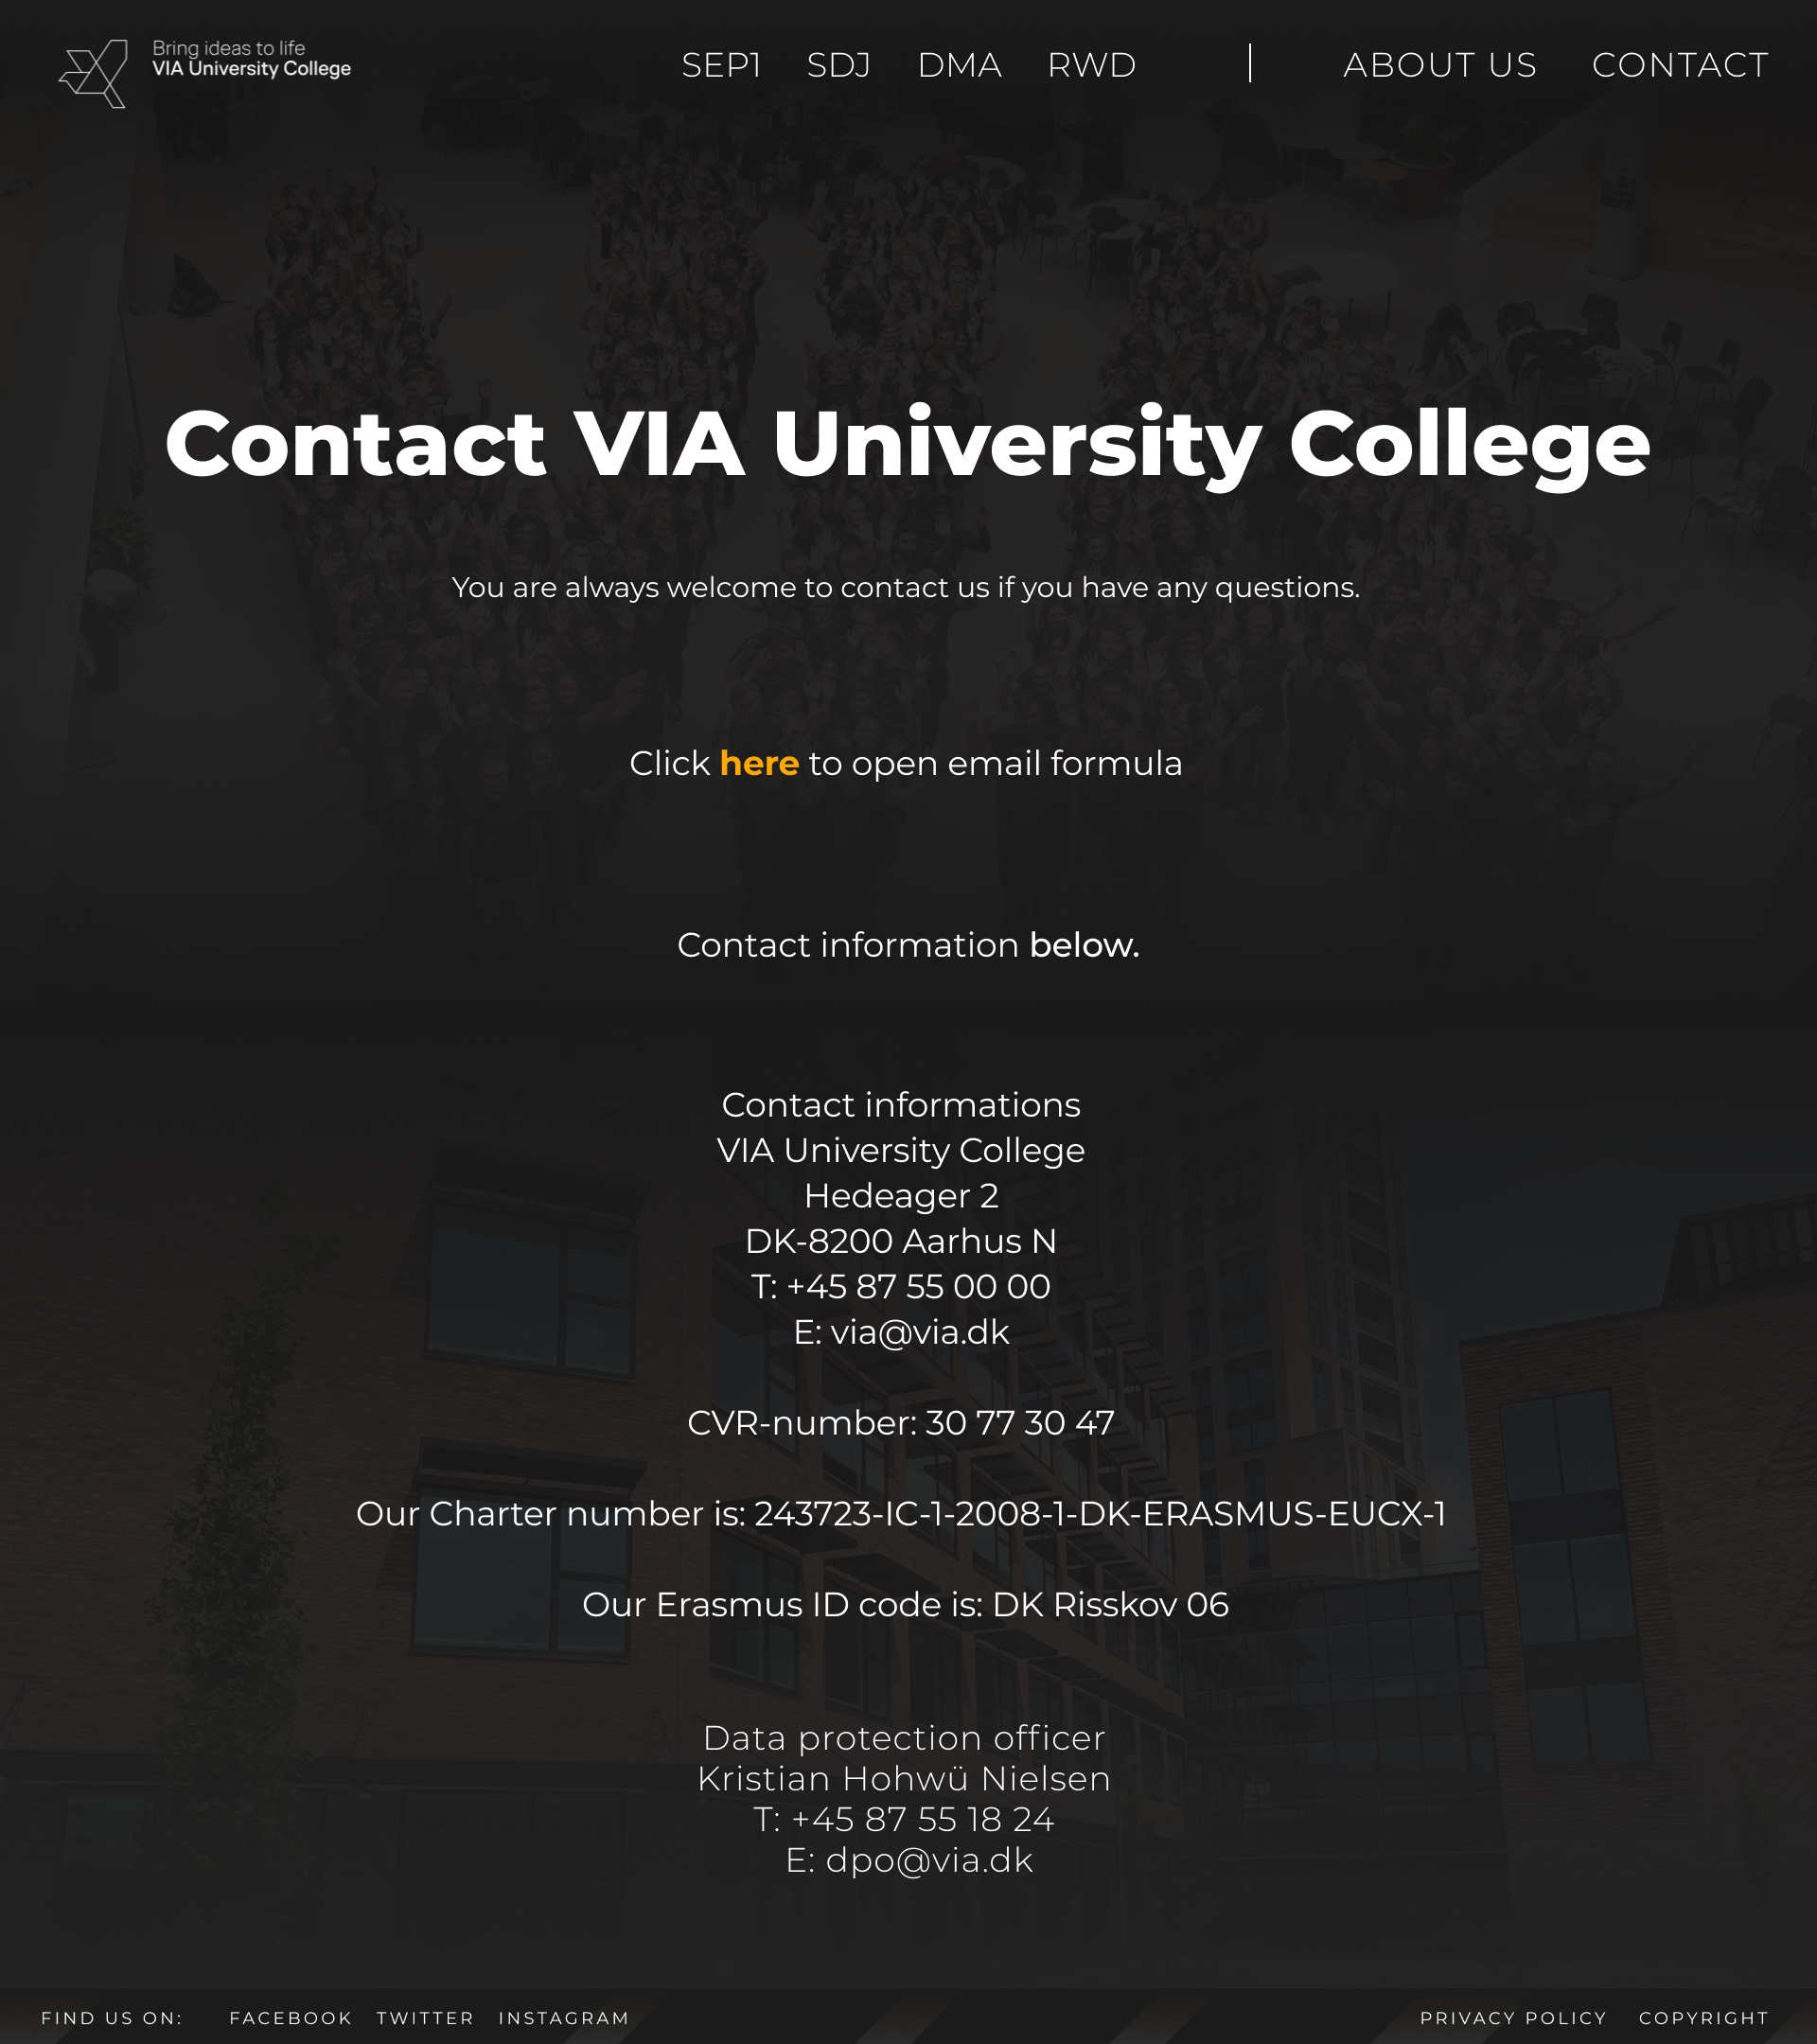 Bring ideas to life
VIA University College
SEP1 SDJ DMA RWD | ABOUT US CONTACT
Contact VIA University College
You are always welcome to contact us if you have any questions.
Click here to open email formula
Contact information below.
Contact informations
VIA University College
Hedeager 2
DK-8200 Aarhus N
T: +45 87 55 00 00
E: via@via.dk
CVR-number: 30 77 30 47
Our Charter number is: 243723-IC-1-2008-1-DK-ERASMUS-EUCX-1
Our Erasmus ID code is: DK Risskov 06
Data protection officer
Kristian Hohwü Nielsen
T: +45 87 55 18 24
E: dpo@via.dk
FIND US ON: FACEBOOK TWITTER INSTAGRAM PRIVACY POLICY COPYRIGHT